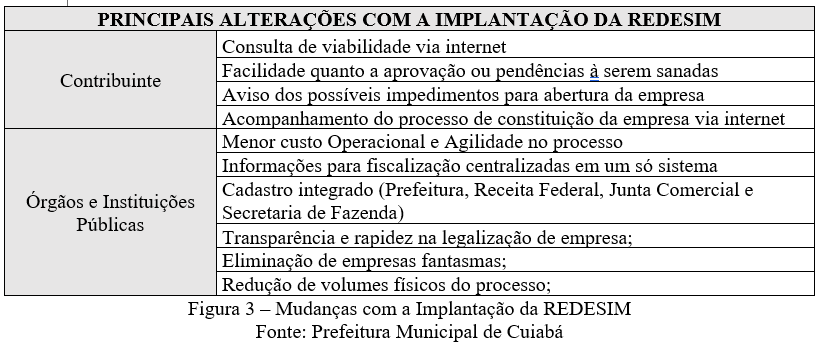 PRINCIPAIS ALTERAÇÕES COM A IMPLANTAÇÃO DA REDESIM
Contribuinte
Consulta de viabilidade via internet
Facilidade quanto a aprovação ou pendências à serem sanadas
Aviso dos possíveis impedimentos para abertura da empresa
Acompanhamento do processo de constituição da empresa via internet
Órgãos e Instituições
Públicas
Menor custo Operacional e Agilidade no processo
Informações para fiscalização centralizadas em um só sistema
Cadastro integrado (Prefeitura, Receita Federal, Junta Comercial e
Secretaria de Fazenda)
Transparência e rapidez na legalização de empresa;
Eliminação de empresas fantasmas;
Redução de volumes físicos do processo;
Figura 3 – Mudanças com a Implantação da REDESIM
Fonte: Prefeitura Municipal de Cuiabá